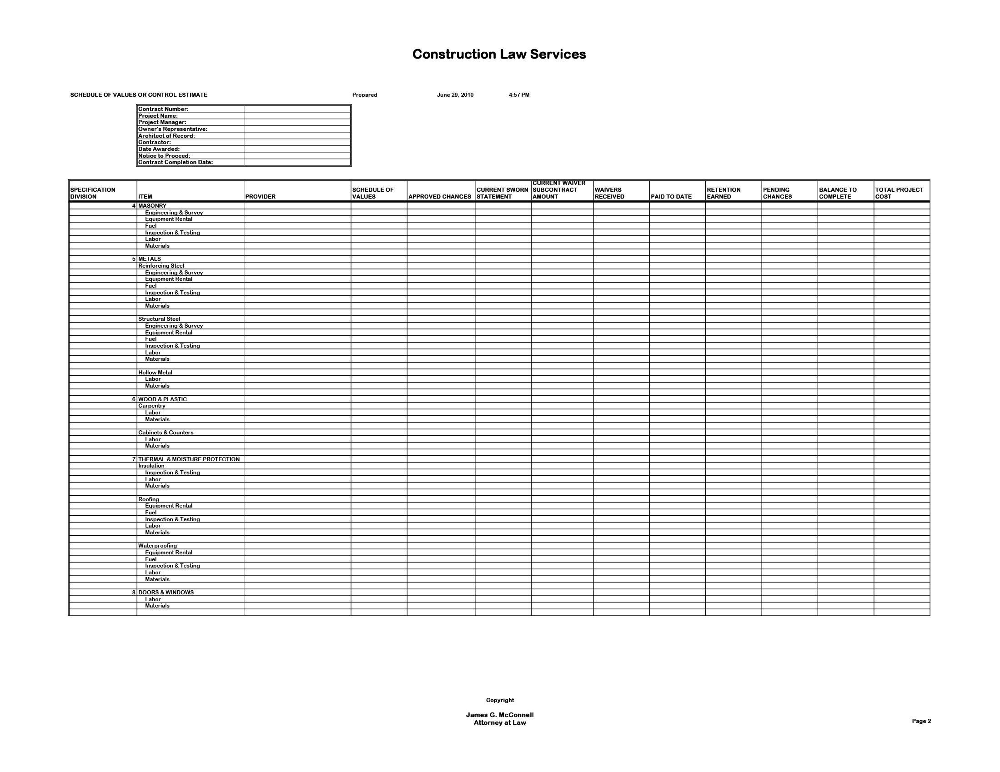 Construction Law Services
SCHEDULE OF VALUES OR CONTROL ESTIMATE Prepared June 29, 2010 4:57 PM
Contract Number:
Project Name:
Project Manager:
Owner's Representative:
Architect of Record:
Contractor:
Date Awarded:
Notice to Proceed:
Contract Completion Date:
SPECIFICATION DIVISION ITEM PROVIDER SCHEDULE OF VALUES APPROVED CHANGES CURRENT SWORN STATEMENT CURRENT WAIVER SUBCONTRACT AMOUNT WAIVERS RECEIVED PAID TO DATE RETENTION EARNED PENDING CHANGES BALANCE TO COMPLETE TOTAL PROJECT COST
4 MASONRY
Engineering & Survey
Equipment Rental
Fuel
Inspection & Testing
Labor
Materials
5 METALS
Reinforcing Steel
Engineering & Survey
Equipment Rental
Fuel
Inspection & Testing
Labor
Materials
Structural Steel
Engineering & Survey
Equipment Rental
Fuel
Inspection & Testing
Labor
Materials
Hollow Metal
Labor
Materials
6 WOOD & PLASTIC
Carpentry
Labor
Materials
Cabinets & Counters
Labor
Materials
7 THERMAL & MOISTURE PROTECTION
Insulation
Inspection & Testing
Labor
Materials
Roofing
Equipment Rental
Fuel
Inspection & Testing
Labor
Materials
Waterproofing
Equipment Rental
Fuel
Inspection & Testing
Labor
Materials
8 DOORS & WINDOWS
Labor
Materials
Copyright
James G. McConnell
Attorney at Law
Page 2